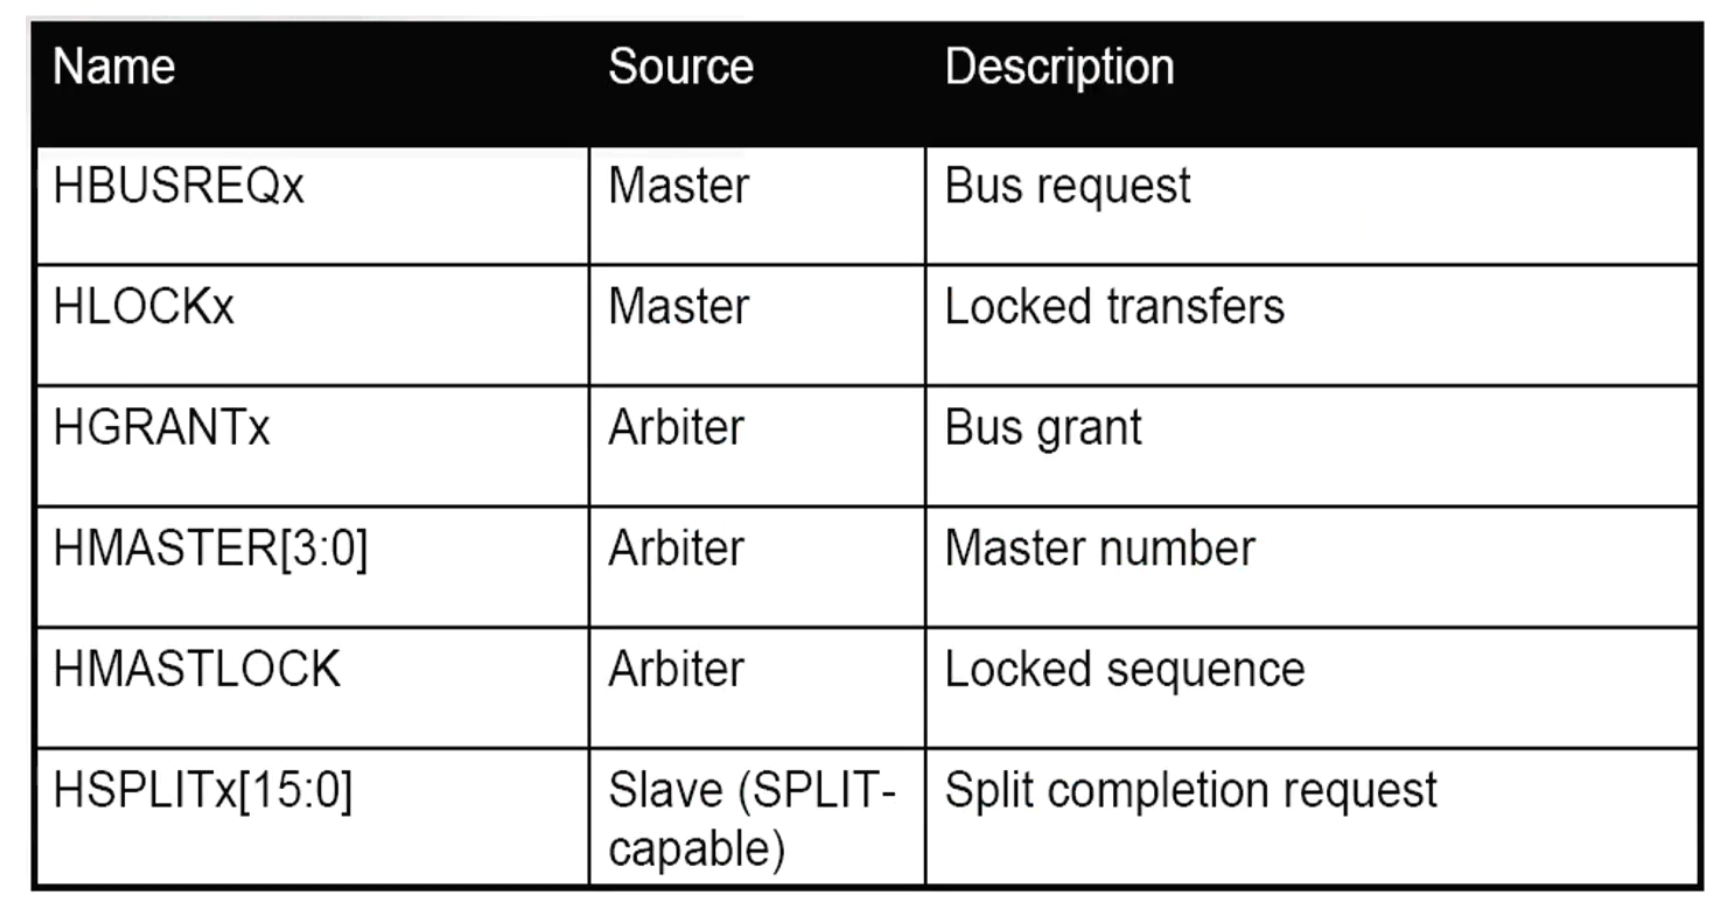 Name Source Description
HBUSREQx Master Bus request
HLOCKx Master Locked transfers
HGRANTx Arbiter Bus grant
HMASTER[3:0] Arbiter Master number
HMASTLOCK Arbiter Locked sequence
HSPLITx[15:0] Slave (SPLIT- Split completion request
capable)